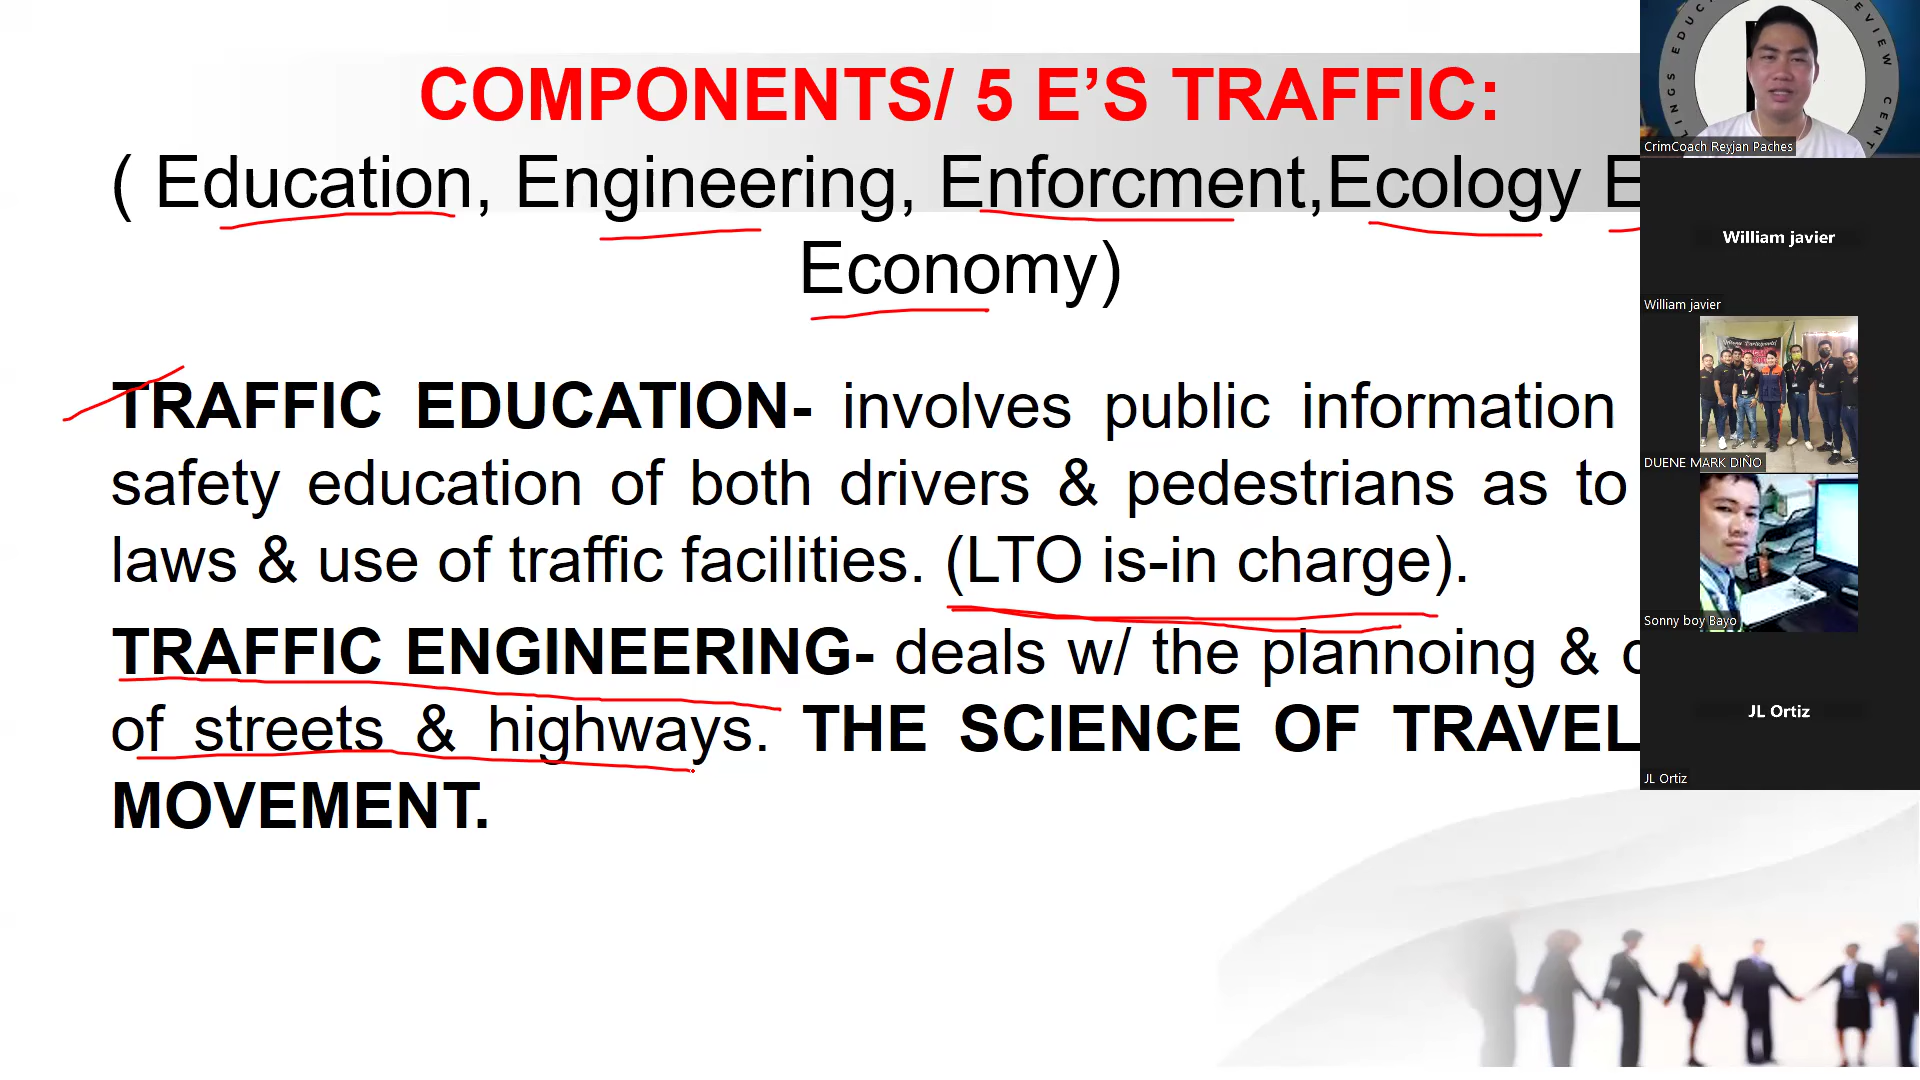 COMPONENTS/ 5 E’S TRAFFIC:
( Education, Engineering, Enforcment,Ecology
Economy)
TRAFFIC EDUCATION- involves public information
safety education of both drivers & pedestrians as to
laws & use of traffic facilities. (LTO is-in charge).
TRAFFIC ENGINEERING- deals w/ the plannoing &
of streets & highways. THE SCIENCE OF TRAVEL
MOVEMENT.
CrimCoach Reyjan Paches
William javier
William javier
DUENE MARK DIÑO
Sonny boy Bayo
JL Ortiz
JL Ortiz